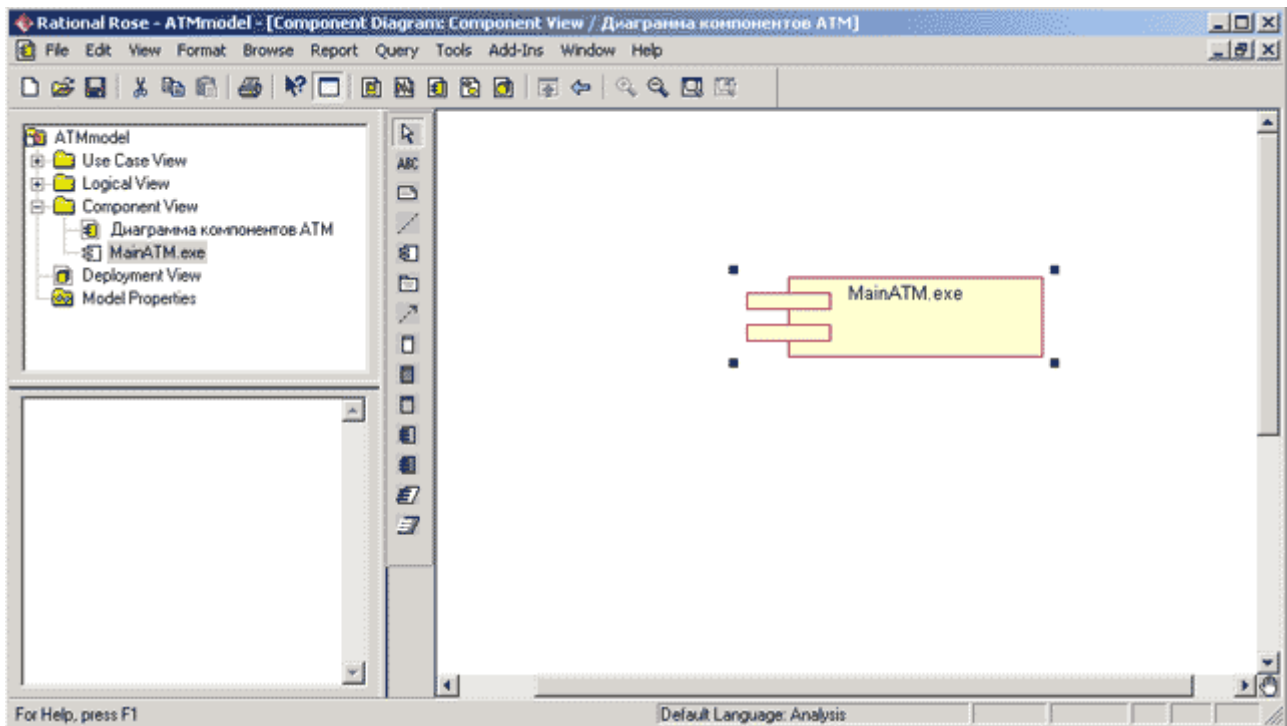 Rational Rose - ATMmodel - [Component Diagram: Component View / Диаграмма компонентов ATM]
File Edit View Format Browse Report Query Tools Add-Ins Window Help
ATMmodel
Use Case View
Logical View
Component View
Диаграмма компонентов ATM
MainATM.exe
Deployment View
Model Properties
ABC
MainATM.exe
For Help, press F1
Default Language: Analysis